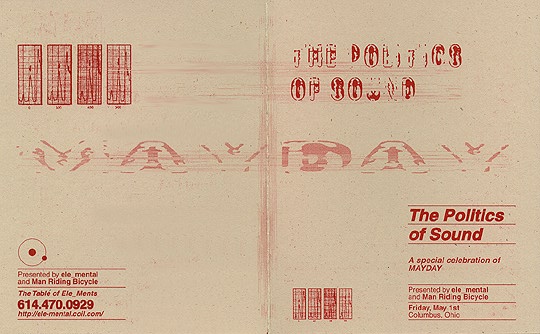 THE POLITICS
OF SOUND
MAYDAY
The Politics
of Sound
A special celebration of
MAYDAY
Presented by ele_mental
and Man Riding Bicycle
Friday, May 1st
Columbus, Ohio
Presented by ele_mental
and Man Riding Bicycle
The Table of Ele_Ments
614.470.0929
http://ele-mental.coil.com/